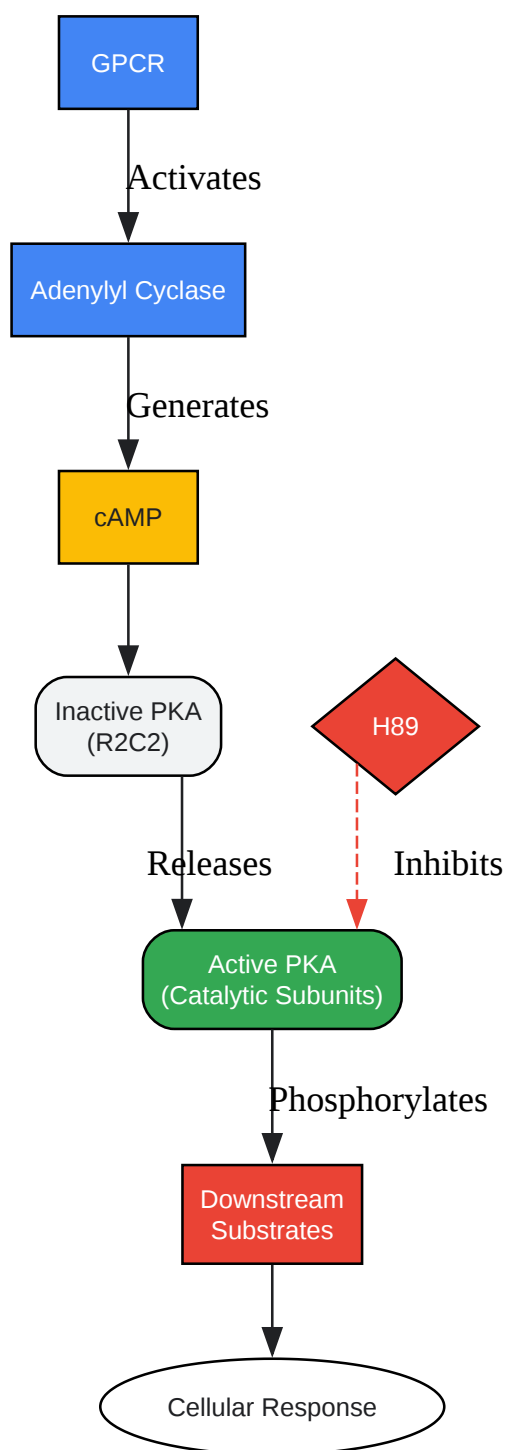 GPCR
Activates
Adenylyl Cyclase
Generates
cAMP
Inactive PKA
(R2C2)
H89
Releases
Inhibits
Active PKA
(Catalytic Subunits)
Phosphorylates
Downstream
Substrates
Cellular Response